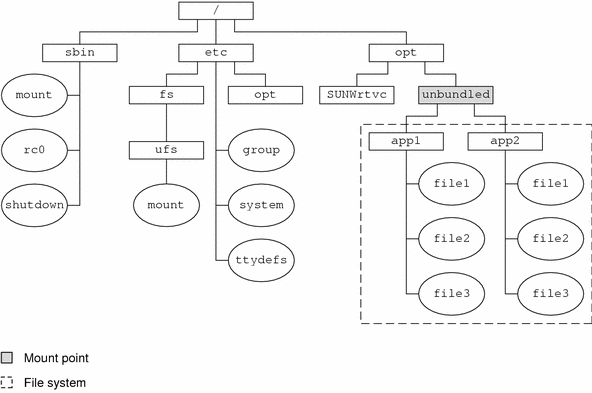 /
sbin
etc
opt
mount
fs
opt
SUNWrtvc
unbundled
rc0
ufs
group
app1
app2
shutdown
mount
system
file1
file1
file2
file2
ttydefs
file3
file3
Mount point
File system